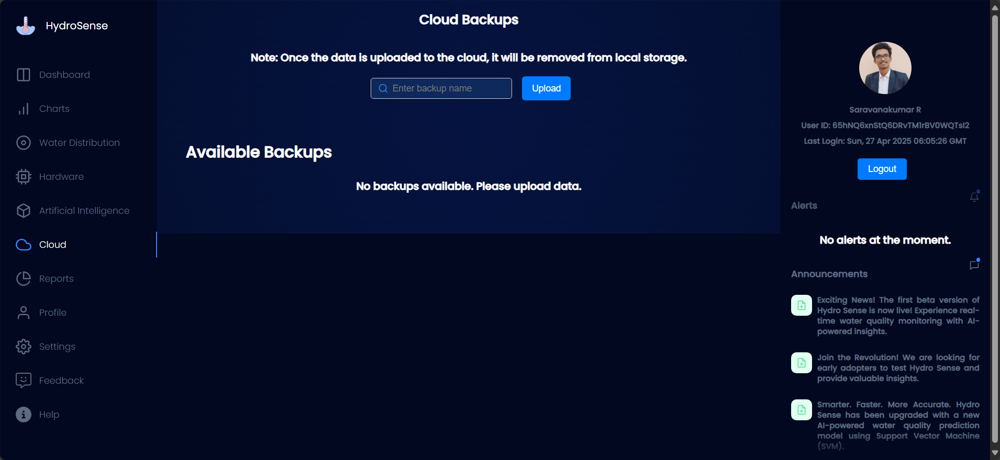 HydroSense
Dashboard
Charts
Water Distribution
Hardware
Artificial Intelligence
Cloud
Reports
Profile
Settings
Feedback
Help
Cloud Backups
Note: Once the data is uploaded to the cloud, it will be removed from local storage.
Enter backup name
Upload
Available Backups
No backups available. Please upload data.
Saravanakumar R
User ID: 65hNQ6xnStQ6DRvTM1rBV0WQTsI2
Last Login: Sun, 27 Apr 2025 06:05:26 GMT
Logout
Alerts
No alerts at the moment.
Announcements
Exciting News! The first beta version of
Hydro Sense is now live! Experience real-
time water quality monitoring with AI-
powered insights.
Join the Revolution! We are looking for
early adopters to test Hydro Sense and
provide valuable insights.
Smarter. Faster. More Accurate. Hydro
Sense has been upgraded with a new
AI-powered water quality prediction
model using Support Vector Machine
(SVM).